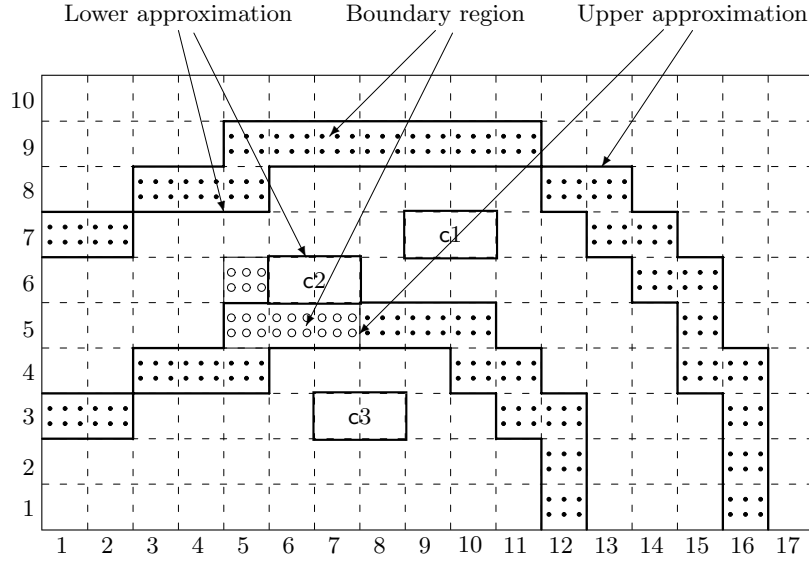 Lower approximation Boundary region Upper approximation
10
9
8
7 c1
6 c2
5
4
3 c3
2
1
1 2 3 4 5 6 7 8 9 10 11 12 13 14 15 16 17